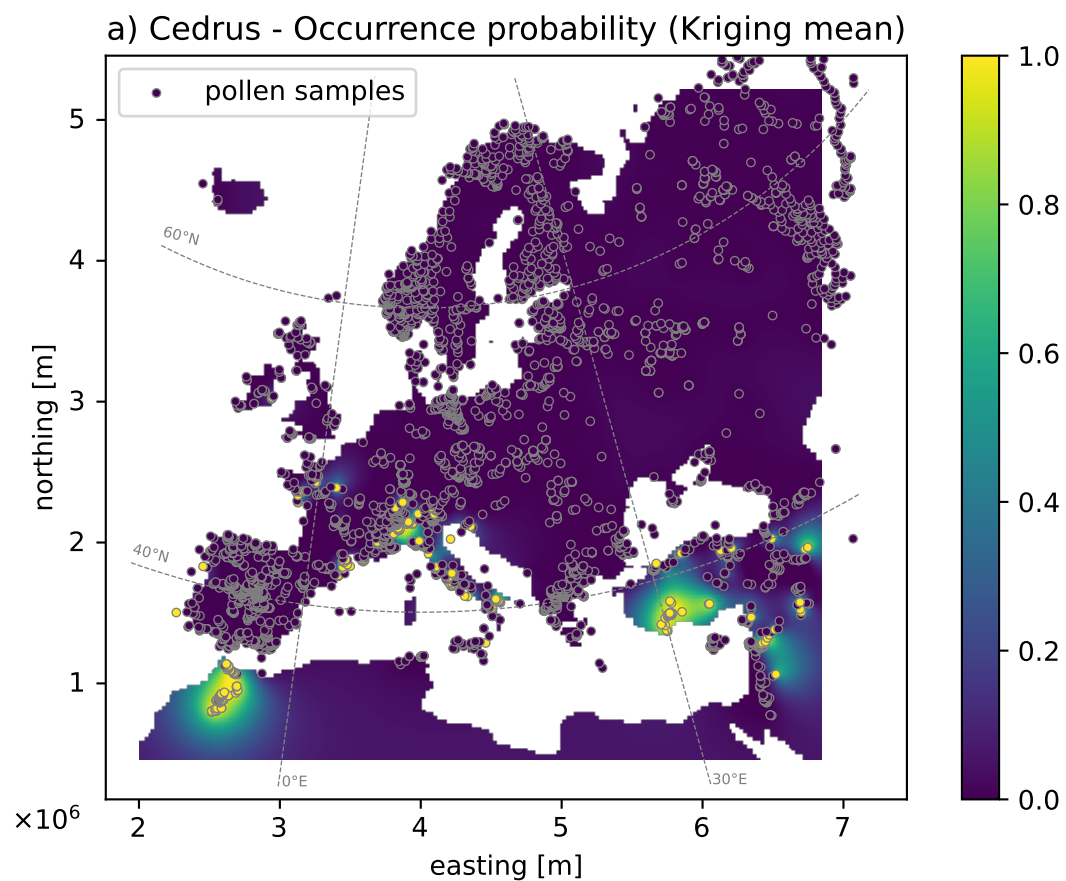 a) Cedrus - Occurrence probability (Kriging mean)
pollen samples
60°N
40°N
0°E
30°E
5
4
3
2
1
northing [m]
×10⁶
2 3 4 5 6 7
easting [m]
1.0
0.8
0.6
0.4
0.2
0.0